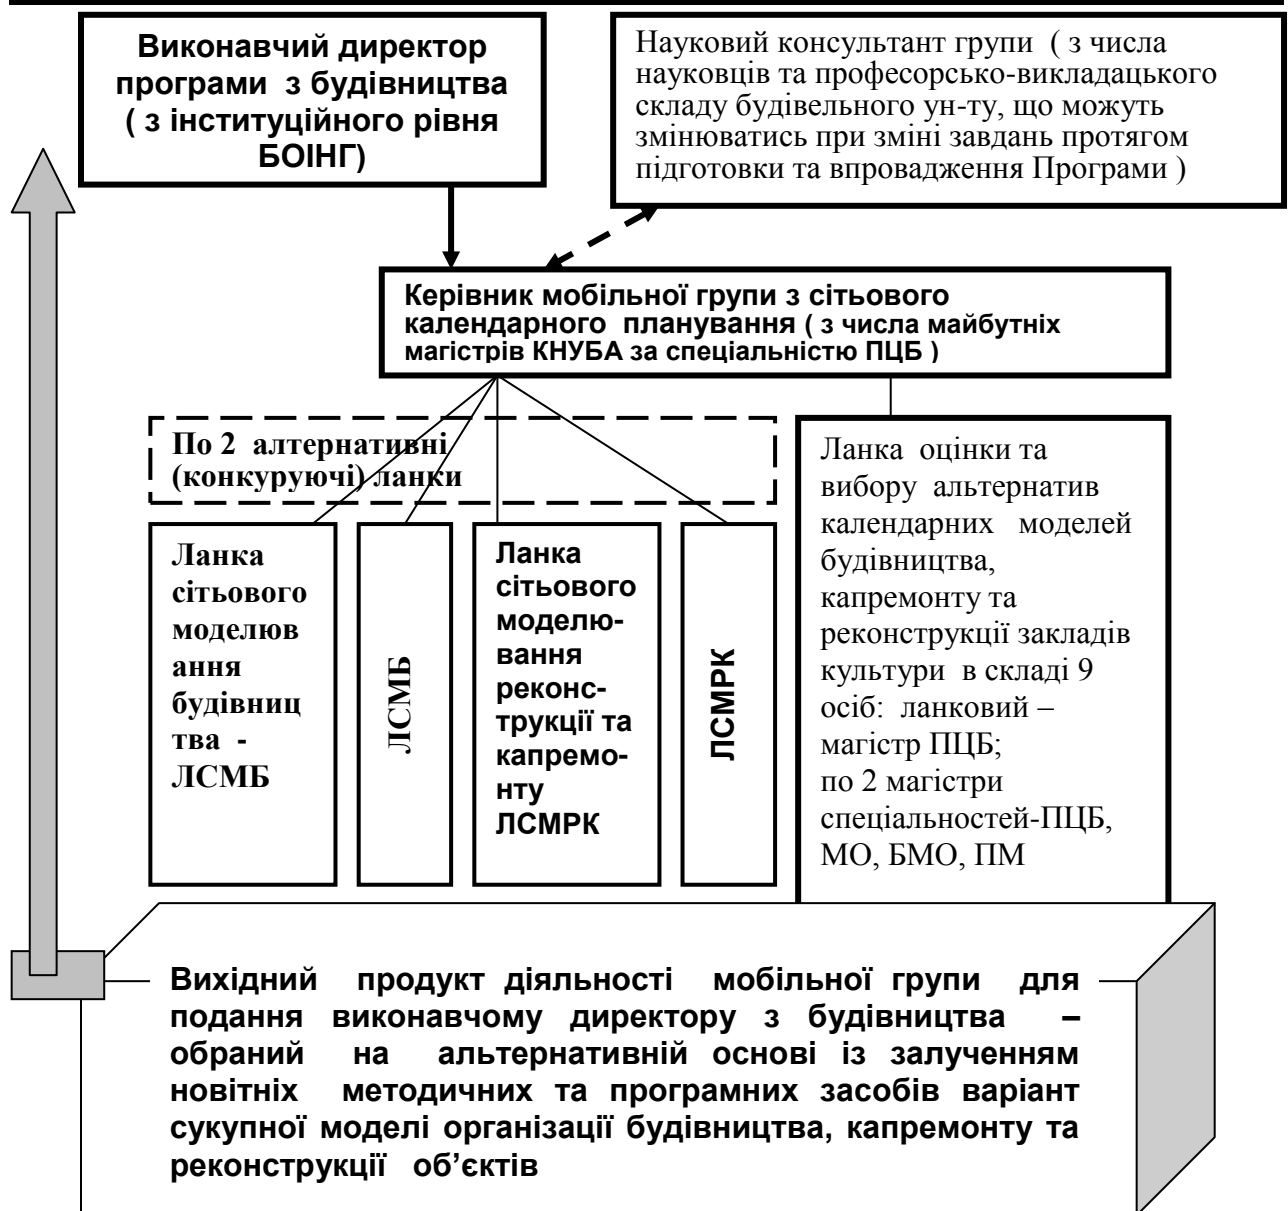 Виконавчий директор
програми з будівництва
( з інституційного рівня
БОІНГ)
Науковий консультант групи ( з числа
науковців та професорсько-викладацького
складу будівельного ун-ту, що можуть
змінюватись при зміні завдань протягом
підготовки та впровадження Програми )
Керівник мобільної групи з сітьового
календарного планування ( з числа майбутніх
магістрів КНУБА за спеціальністю ПЦБ )
По 2 алтернативні
(конкуруючі) ланки
Ланка
сітьового
моделюв
ання
будівниц
тва -
ЛСМБ
ЛСМБ
Ланка
сітьового
моделю-
вання
реконс-
трукції та
капремо-
нту
ЛСМРК
ЛСМРК
Ланка оцінки та
вибору альтернатив
календарних моделей
будівництва,
капремонту та
реконструкції закладів
культури в складі 9
осіб: ланковий –
магістр ПЦБ;
по 2 магістри
спеціальностей-ПЦБ,
МО, БМО, ПМ
Вихідний продукт діяльності мобільної групи для
подання виконавчому директору з будівництва –
обраний на альтернативній основі із залученням
новітніх методичних та програмних засобів варіант
сукупної моделі організації будівництва, капремонту та
реконструкції об’єктів